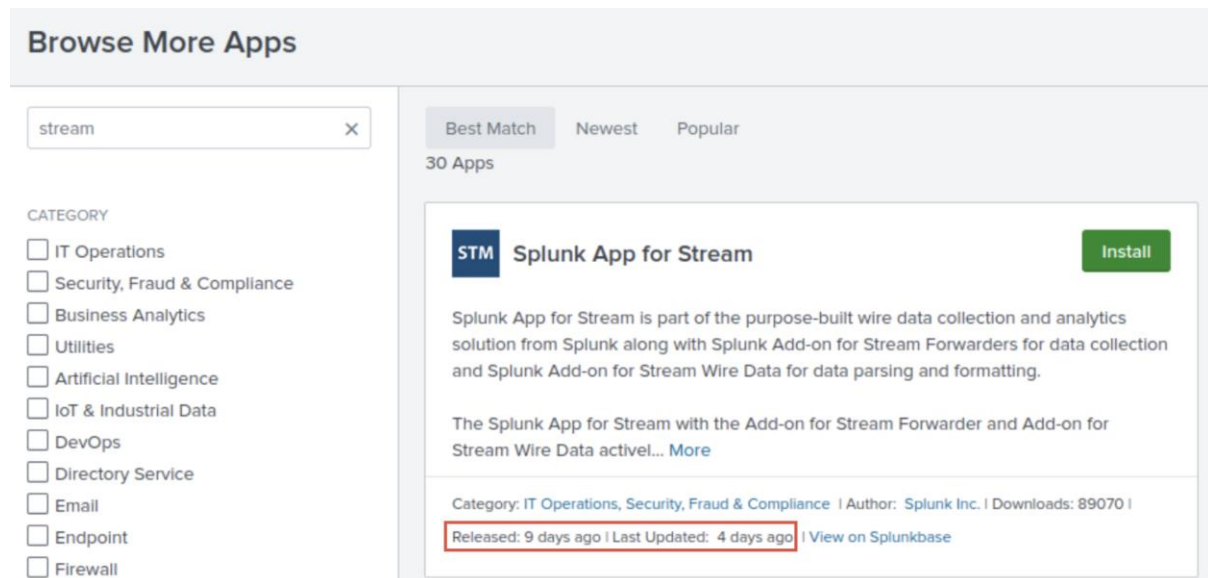 Browse More Apps
stream
CATEGORY
IT Operations
Security, Fraud & Compliance
Business Analytics
Utilities
Artificial Intelligence
IoT & Industrial Data
DevOps
Directory Service
Email
Endpoint
Firewall
Best Match Newest Popular
30 Apps
STM Splunk App for Stream Install
Splunk App for Stream is part of the purpose-built wire data collection and analytics
solution from Splunk along with Splunk Add-on for Stream Forwarders for data collection
and Splunk Add-on for Stream Wire Data for data parsing and formatting.
The Splunk App for Stream with the Add-on for Stream Forwarder and Add-on for
Stream Wire Data activel... More
Category: IT Operations, Security, Fraud & Compliance | Author: Splunk Inc. | Downloads: 89070 |
Released: 9 days ago | Last Updated: 4 days ago | View on Splunkbase